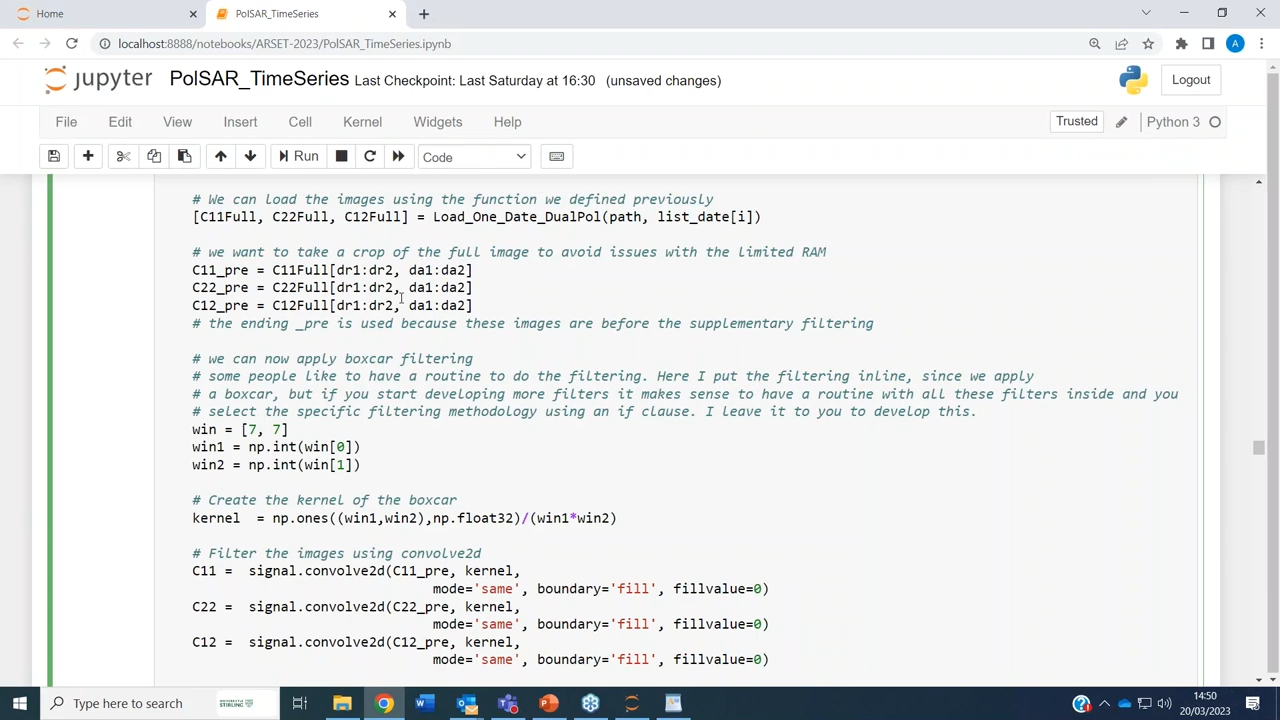 Home
PolSAR_TimeSeries
localhost:8888/notebooks/ARSET-2023/PolSAR_TimeSeries.ipynb
A
jupyter PolSAR_TimeSeries Last Checkpoint: Last Saturday at 16:30 (unsaved changes)
Logout
File Edit View Insert Cell Kernel Widgets Help
Trusted Python 3
Run Code
# We can load the images using the function we defined previously
[C11Full, C22Full, C12Full] = Load_One_Date_DualPol(path, list_date[i])
# we want to take a crop of the full image to avoid issues with the limited RAM
C11_pre = C11Full[dr1:dr2, da1:da2]
C22_pre = C22Full[dr1:dr2, da1:da2]
C12_pre = C12Full[dr1:dr2, da1:da2]
# the ending _pre is used because these images are before the supplementary filtering
# we can now apply boxcar filtering
# some people like to have a routine to do the filtering. Here I put the filtering inline, since we apply
# a boxcar, but if you start developing more filters it makes sense to have a routine with all these filters inside and you
# select the specific filtering methodology using an if clause. I leave it to you to develop this.
win = [7, 7]
win1 = np.int(win[0])
win2 = np.int(win[1])
# Create the kernel of the boxcar
kernel  = np.ones((win1,win2),np.float32)/(win1*win2)
# Filter the images using convolve2d
C11 =  signal.convolve2d(C11_pre, kernel,
mode='same', boundary='fill', fillvalue=0)
C22 =  signal.convolve2d(C22_pre, kernel,
mode='same', boundary='fill', fillvalue=0)
C12 =  signal.convolve2d(C12_pre, kernel,
mode='same', boundary='fill', fillvalue=0)
Type here to search
STIRLING
14:50
20/03/2023